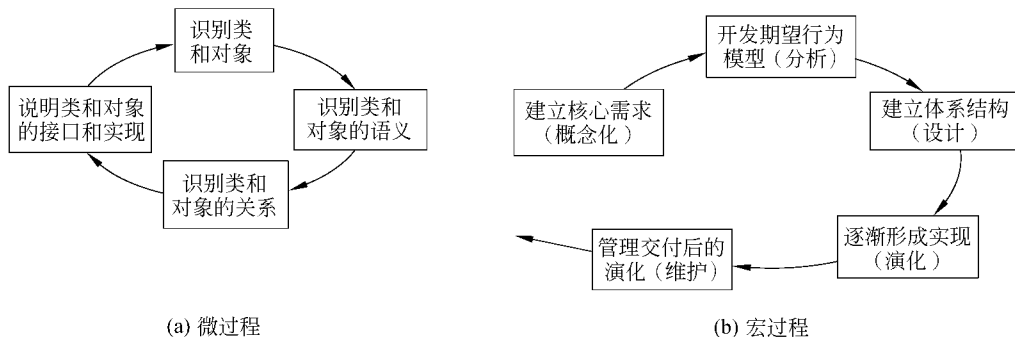 识别类
和对象
识别类和
对象的语义
识别类和
对象的关系
说明类和对象
的接口和实现
(a) 微过程
建立核心需求
(概念化)
开发期望行为
模型(分析)
建立体系结构
(设计)
逐渐形成实现
(演化)
管理交付后的
演化(维护)
(b) 宏过程